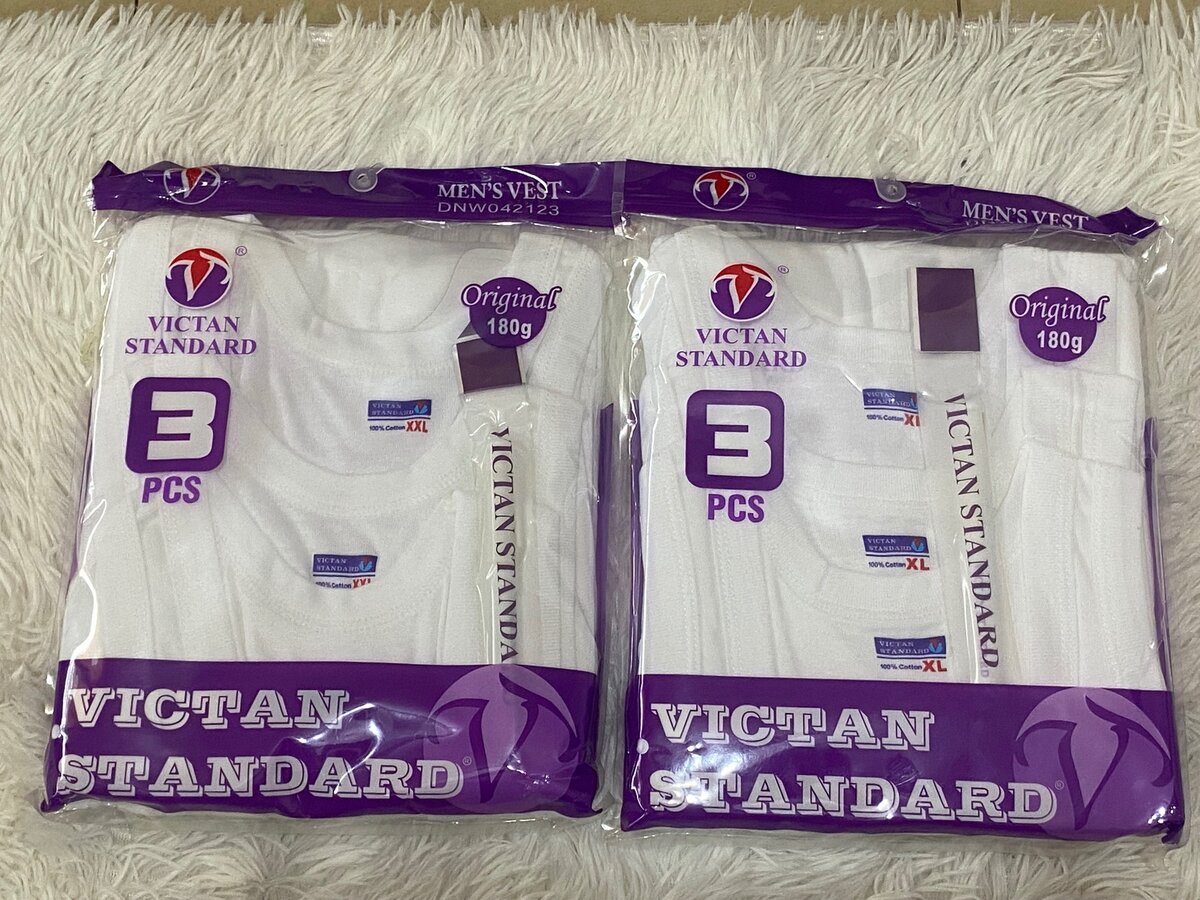 MEN'S VEST
DNW042123
VICTAN
STANDARD
®
3
PCS
Original
180g
VICTAN
STANDARD
100% Cotton XXL
VICTAN
STANDARD
100% Cotton XXL
VICTAN STANDA
VICTAN
STANDARD®
®
MEN'S VEST
VICTAN
STANDARD
®
3
PCS
Original
180g
VICTAN
STANDARD
100% Cotton XL
VICTAN
STANDARD
100% Cotton XL
VICTAN
STANDARD
100% Cotton XL
VICTAN STANDARD
VICTAN
STANDARD®